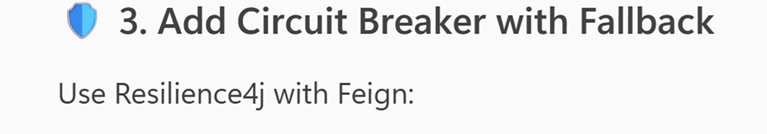 3. Add Circuit Breaker with Fallback
Use Resilience4j with Feign: